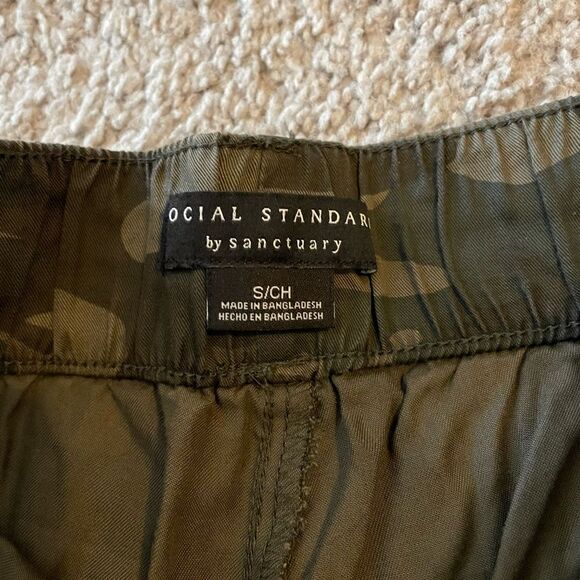 OCIAL STANDAR
by sanctuary
S/CH
MADE IN BANGLADESH
HECHO EN BANGLADESH